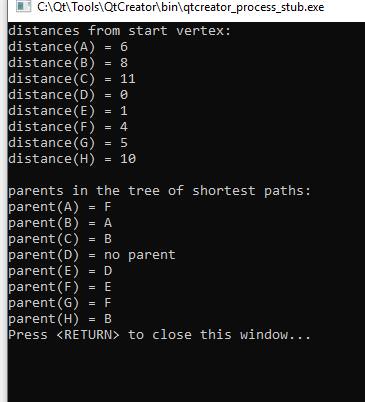 C:\Qt\Tools\QtCreator\bin\qtcreator_process_stub.exe
distances from start vertex:
distance(A) = 6
distance(B) = 8
distance(C) = 11
distance(D) = 0
distance(E) = 1
distance(F) = 4
distance(G) = 5
distance(H) = 10
parents in the tree of shortest paths:
parent(A) = F
parent(B) = A
parent(C) = B
parent(D) = no parent
parent(E) = D
parent(F) = E
parent(G) = F
parent(H) = B
Press <RETURN> to close this window...